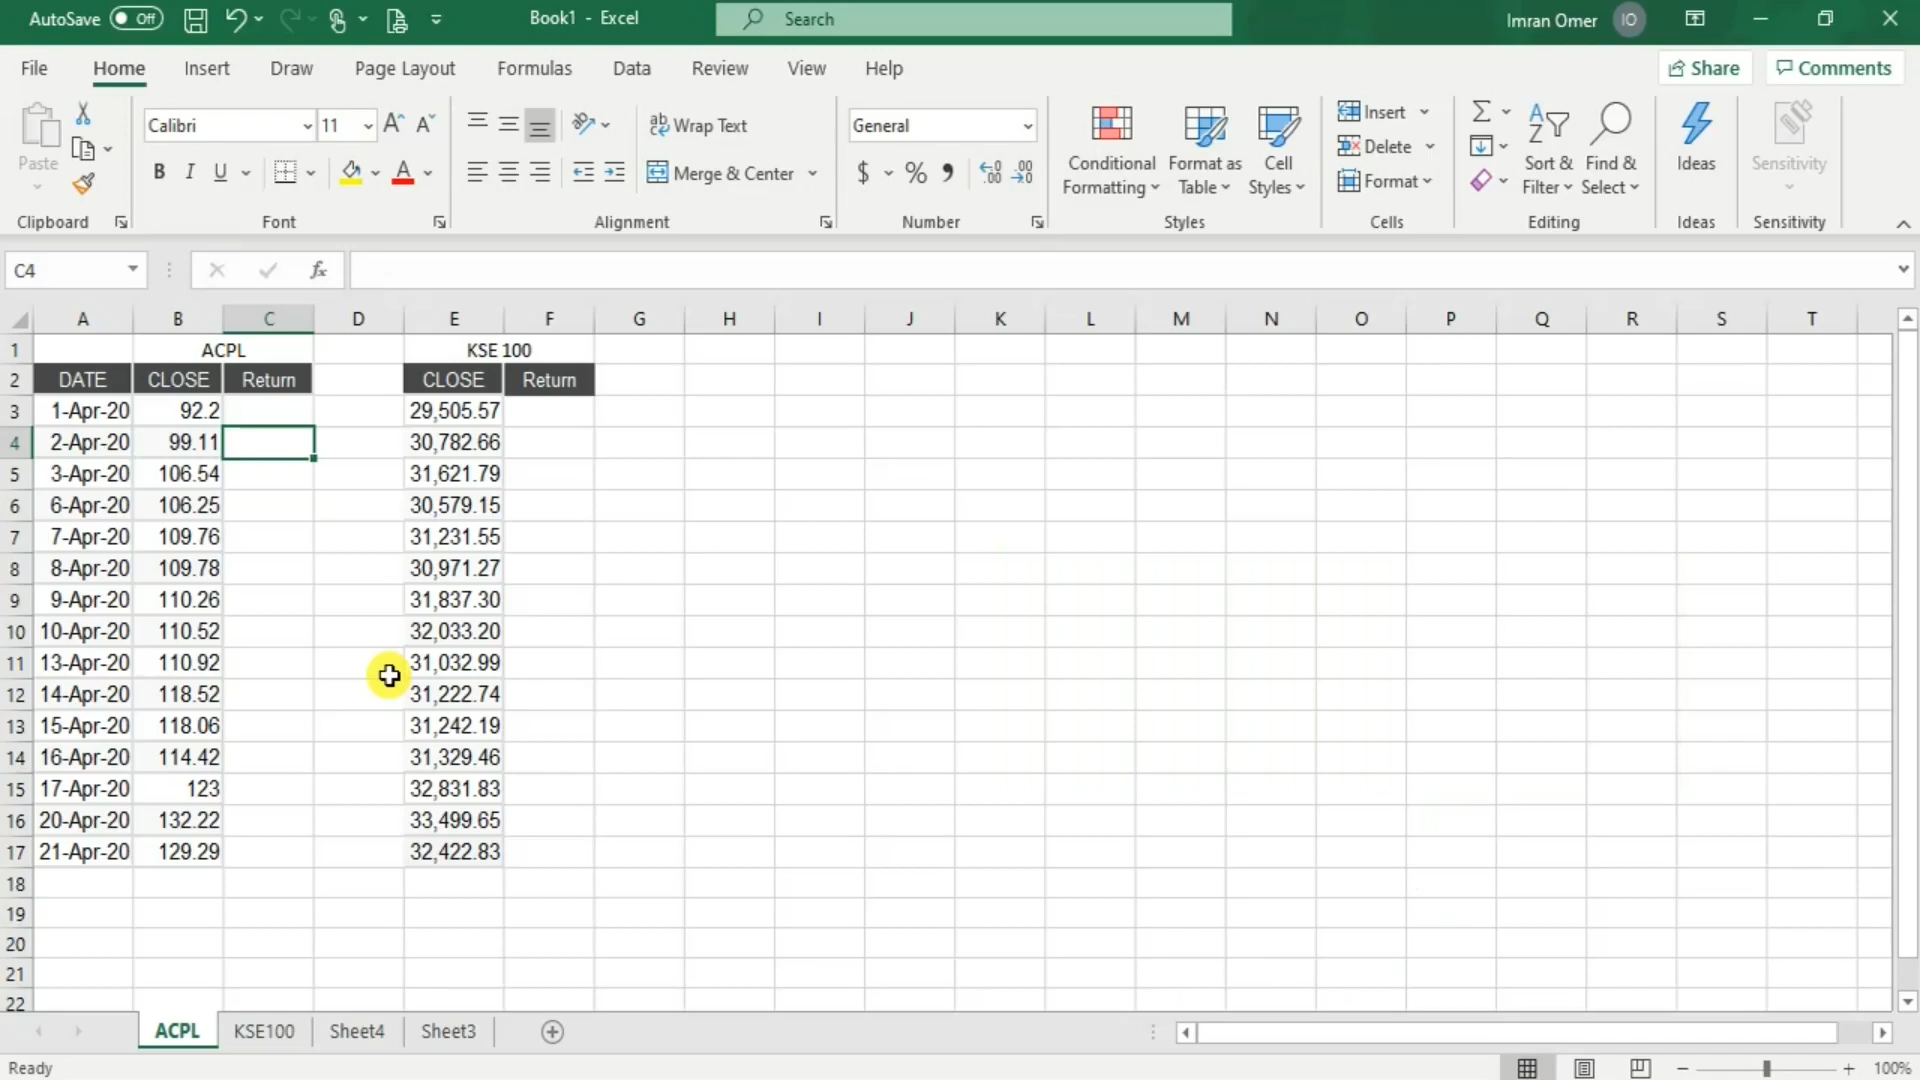 AutoSave Off Book1 - Excel Search Imran Omer IO
File Home Insert Draw Page Layout Formulas Data Review View Help Share Comments
Paste Calibri 11 Wrap Text General Conditional Formatting Format as Table Cell Styles Insert Sort & Filter Find & Select Ideas Sensitivity
B I U Merge & Center $ % Delete
Format
Clipboard Font Alignment Number Styles Cells Editing Ideas Sensitivity
C4 fx
A B C D E F G H I J K L M N O P Q R S T
1 ACPL KSE 100
2 DATE CLOSE Return CLOSE Return
3 1-Apr-20 92.2 29,505.57
4 2-Apr-20 99.11 30,782.66
5 3-Apr-20 106.54 31,621.79
6 6-Apr-20 106.25 30,579.15
7 7-Apr-20 109.76 31,231.55
8 8-Apr-20 109.78 30,971.27
9 9-Apr-20 110.26 31,837.30
10 10-Apr-20 110.52 32,033.20
11 13-Apr-20 110.92 31,032.99
12 14-Apr-20 118.52 31,222.74
13 15-Apr-20 118.06 31,242.19
14 16-Apr-20 114.42 31,329.46
15 17-Apr-20 123 32,831.83
16 20-Apr-20 132.22 33,499.65
17 21-Apr-20 129.29 32,422.83
18
19
20
21
22
ACPL KSE100 Sheet4 Sheet3
Ready 100%